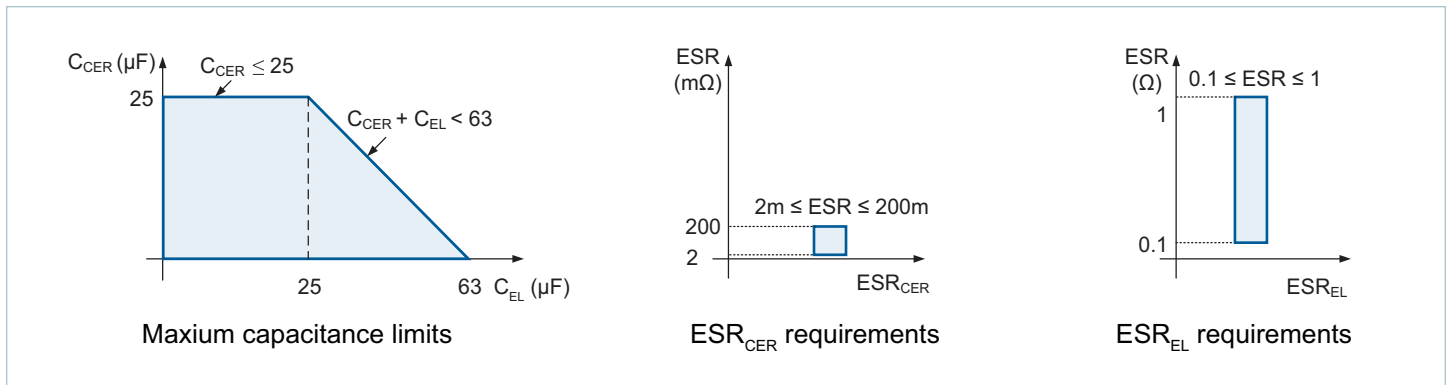 C_CER (µF)
C_CER ≤ 25
25
C_CER + C_EL < 63
25
63
C_EL (µF)
Maxium capacitance limits
ESR
(mΩ)
2m ≤ ESR ≤ 200m
200
2
ESR_CER
ESR_CER requirements
ESR
(Ω)
0.1 ≤ ESR ≤ 1
1
0.1
ESR_EL
ESR_EL requirements